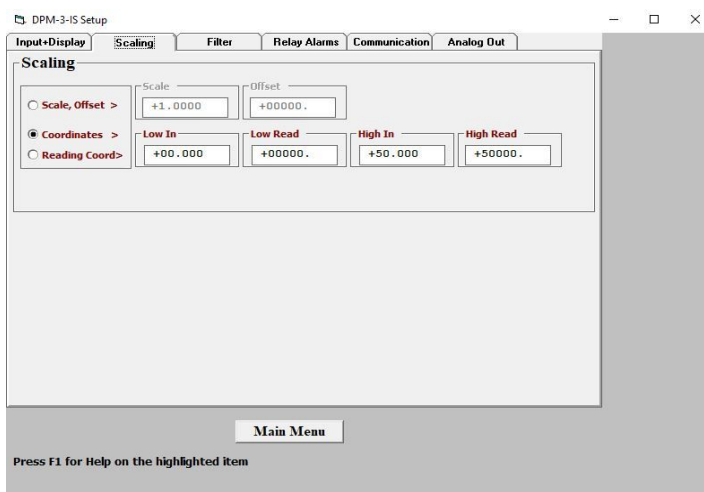 DPM-3-IS Setup
Input+Display Scaling Filter Relay Alarms Communication Analog Out
Scaling
Scale Offset
Scale, Offset > +1.0000 +00000.
Low In Low Read High In High Read
Coordinates >
+00.000 +00000. +50.000 +50000.
Reading Coord>
Main Menu
Press F1 for Help on the highlighted item